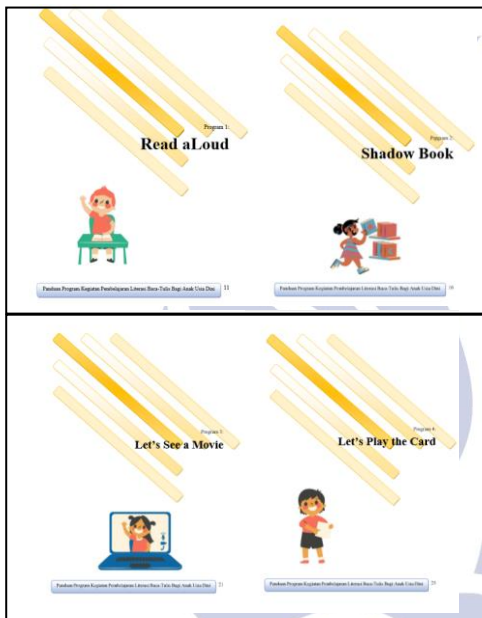 Program 1:
Read aLoud
Panduan Program Kegiatan Pembelajaran Literasi Baca-Tulis Bagi Anak Usia Dini
11
Program 2:
Shadow Book
Panduan Program Kegiatan Pembelajaran Literasi Baca-Tulis Bagi Anak Usia Dini
Program 3:
Let's See a Movie
Panduan Program Kegiatan Pembelajaran Literasi Baca-Tulis Bagi Anak Usia Dini
21
Program 4:
Let's Play the Card
Panduan Program Kegiatan Pembelajaran Literasi Baca-Tulis Bagi Anak Usia Dini